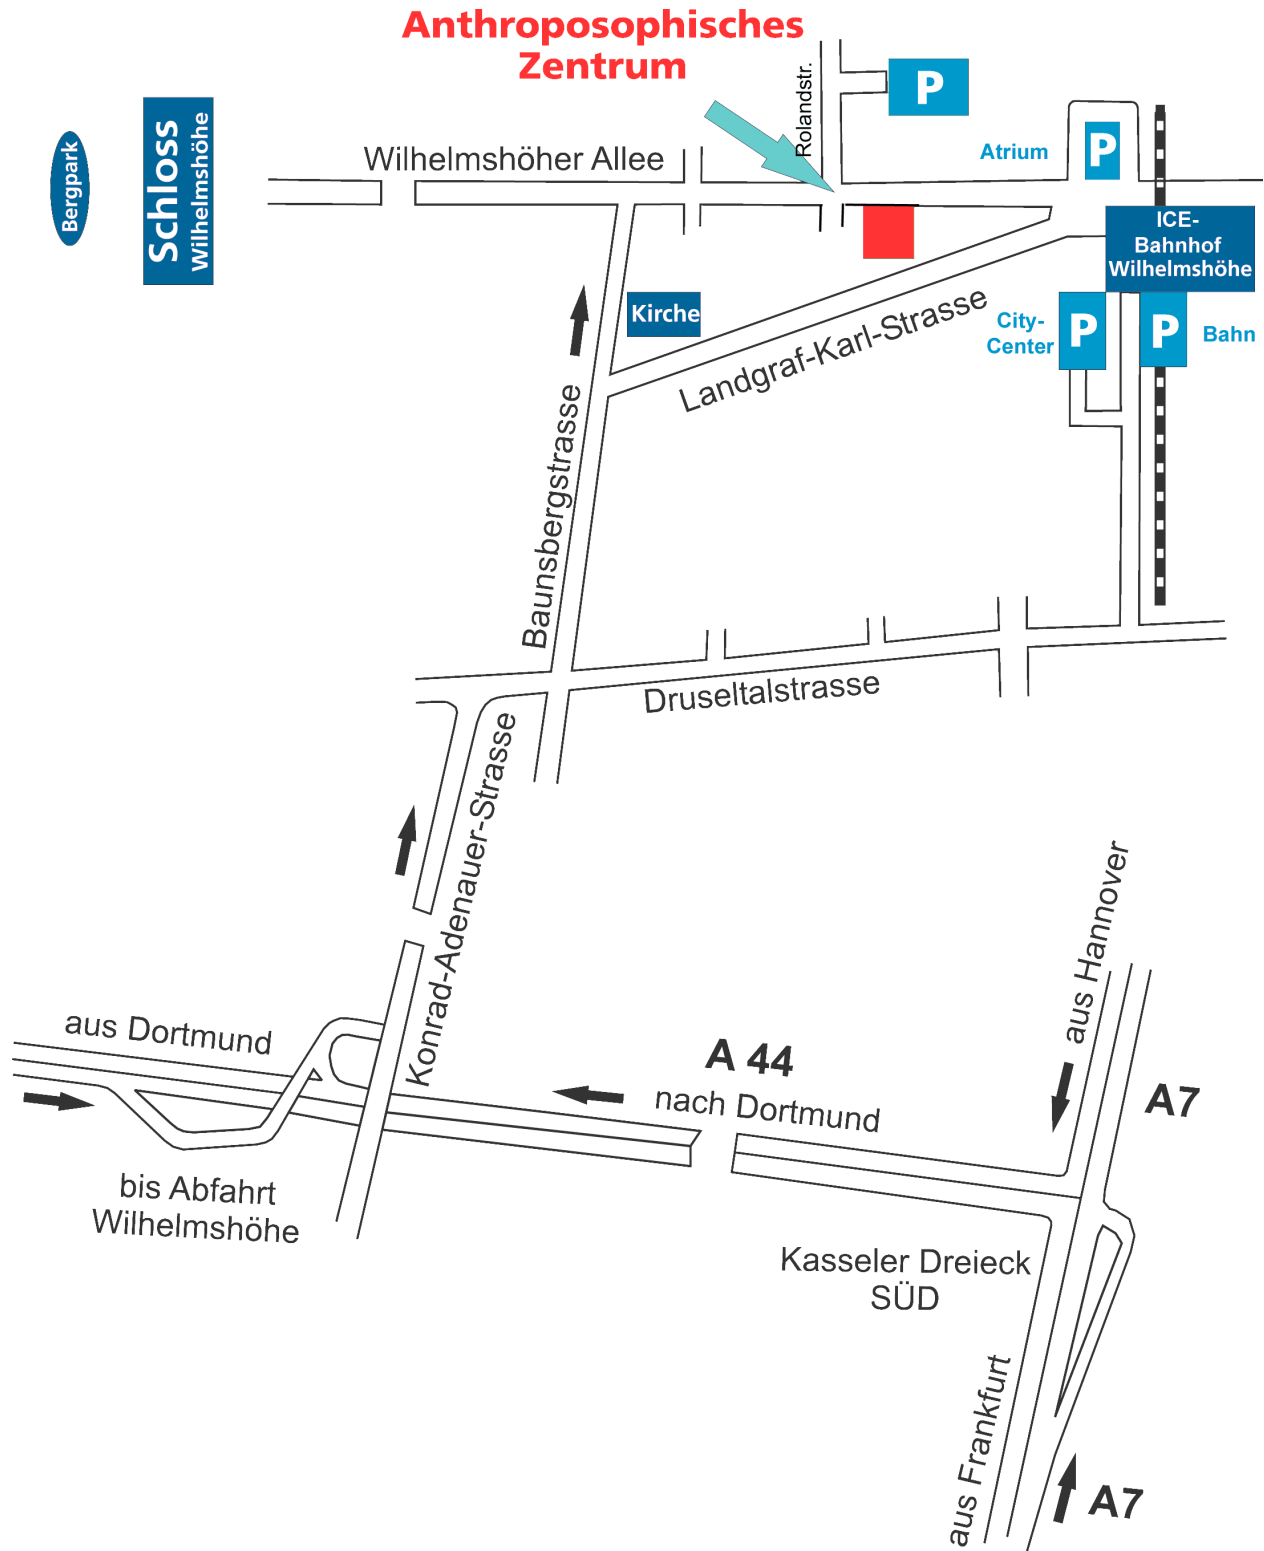 Anthroposophisches
Zentrum
Rolandstr.
P
Bergpark
Schloss
Wilhelmshöhe
Wilhelmshöher Allee
Atrium
P
ICE-
Bahnhof
Wilhelmshöhe
Kirche
City-
Center
P
P
Bahn
Landgraf-Karl-Strasse
Baunsbergstrasse
Druseltalstrasse
Konrad-Adenauer-Strasse
aus Hannover
aus Dortmund
A 44
nach Dortmund
A7
bis Abfahrt
Wilhelmshöhe
Kasseler Dreieck
SÜD
aus Frankfurt
A7